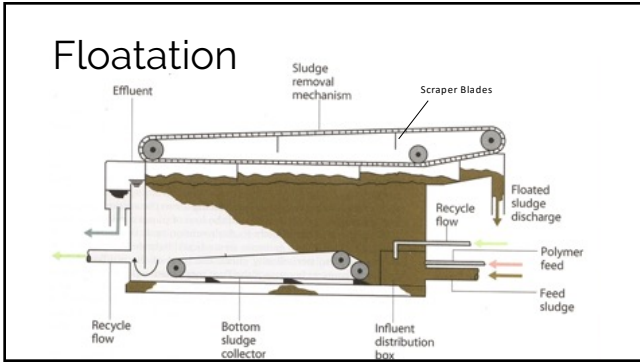 Floatation
Sludge
removal
mechanism
Effluent
Scraper Blades
Floated
sludge
discharge
Recycle
flow
Polymer
feed
Feed
sludge
Recycle
flow
Bottom
sludge
collector
Influent
distribution
box